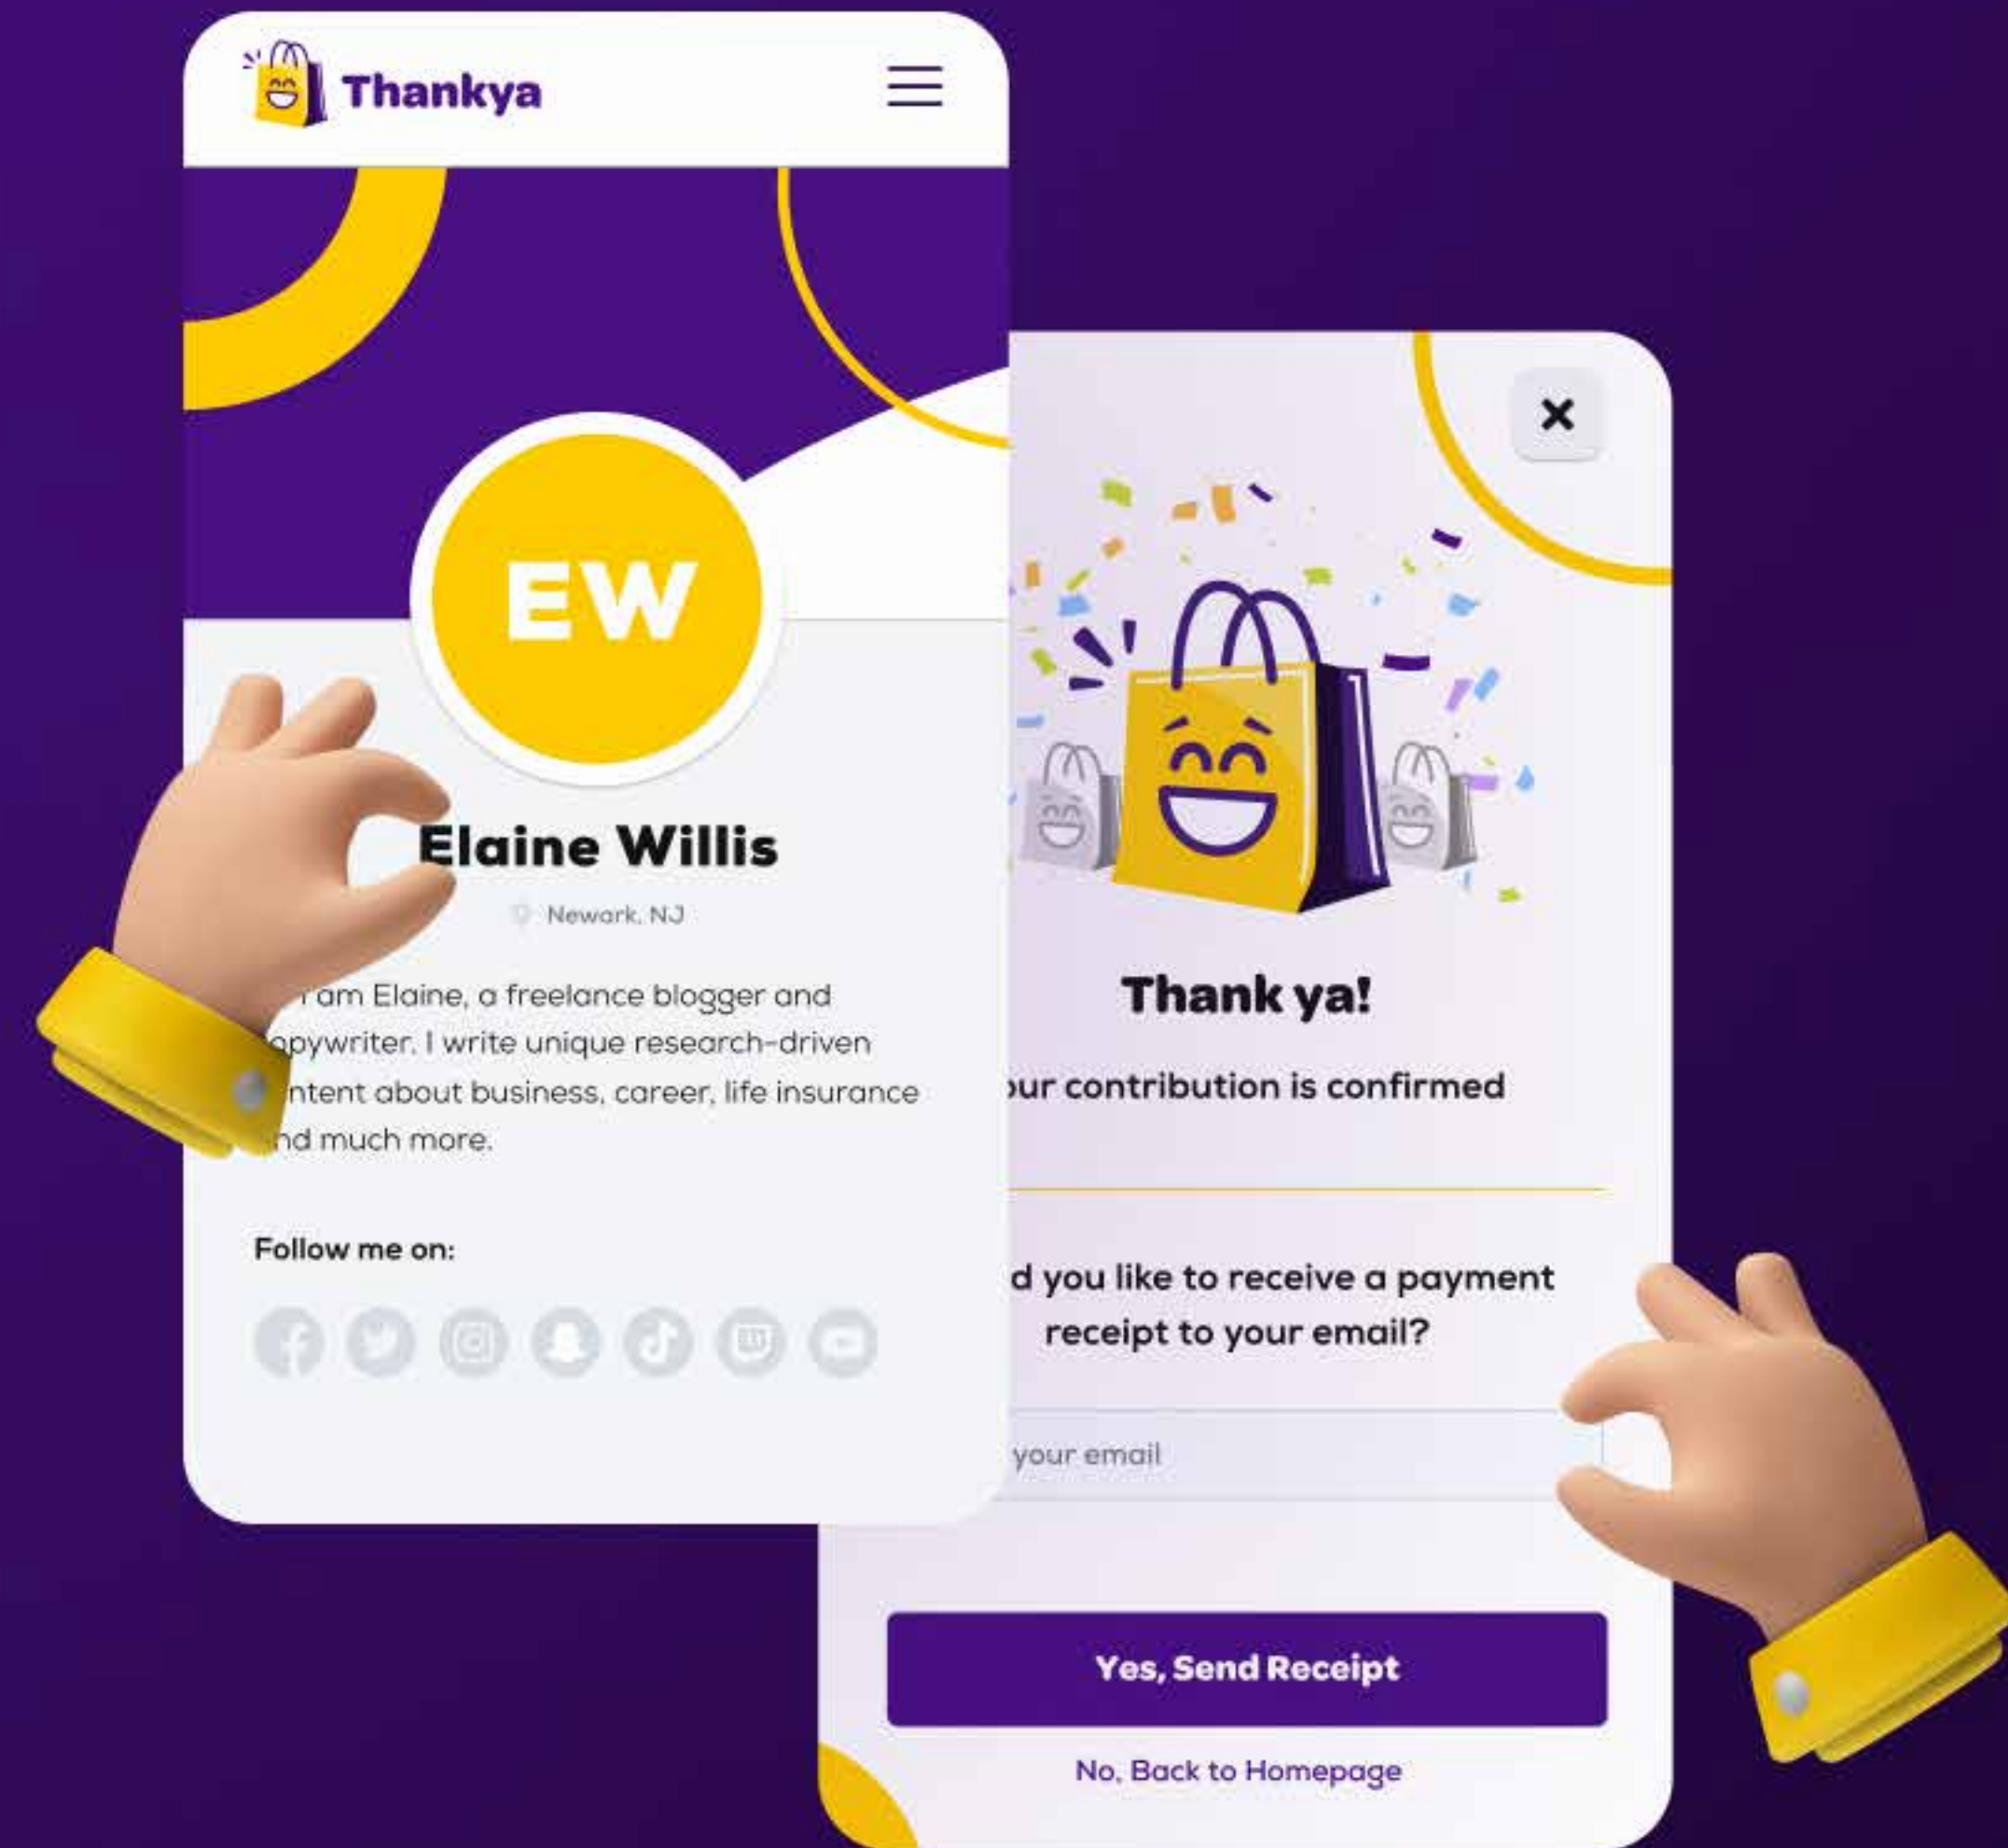 Thankya
EW
Elaine Willis
Newark, NJ
am Elaine, a freelance blogger and
opywriter. I write unique research-driven
ntent about business, career, life insurance
nd much more.
Follow me on:
Thank ya!
our contribution is confirmed
d you like to receive a payment
receipt to your email?
your email
Yes, Send Receipt
No, Back to Homepage